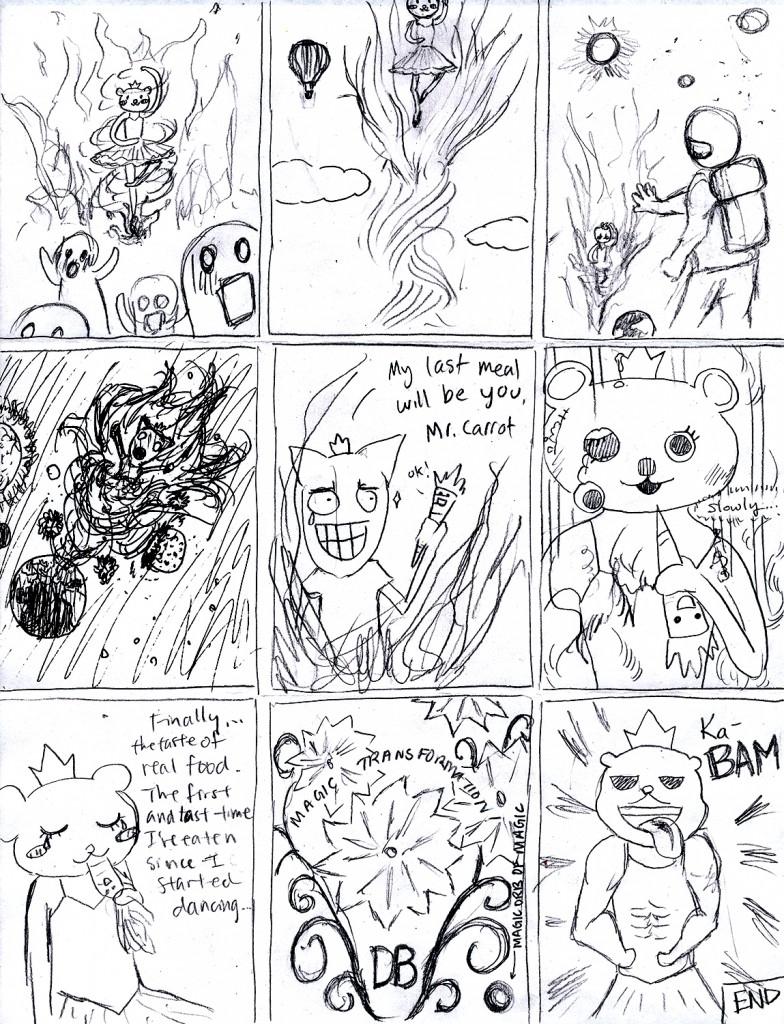 My last meal
will be you,
Mr. Carrot
ok!
slowly...
Finally...
the taste of
real food.
The first
and last time
I've eaten
since I
started
dancing...
MAGIC TRANSFORMATION
MAGIC ORB OF MAGIC
DB
Ka-
BAM
END